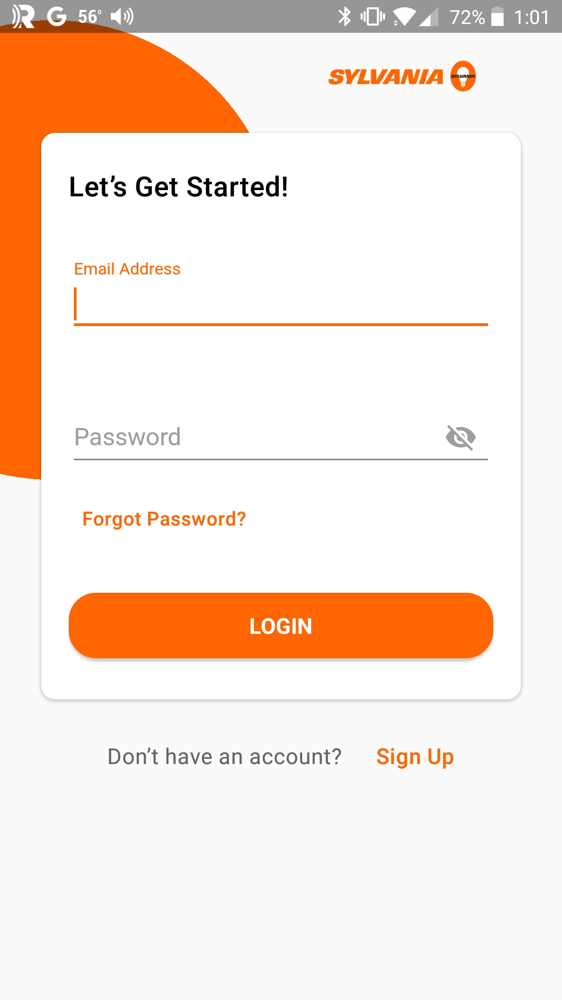 R G 56° 72% 1:01
SYLVANIA SYLVANIA
Let’s Get Started!
Email Address
Password
Forgot Password?
LOGIN
Don’t have an account? Sign Up